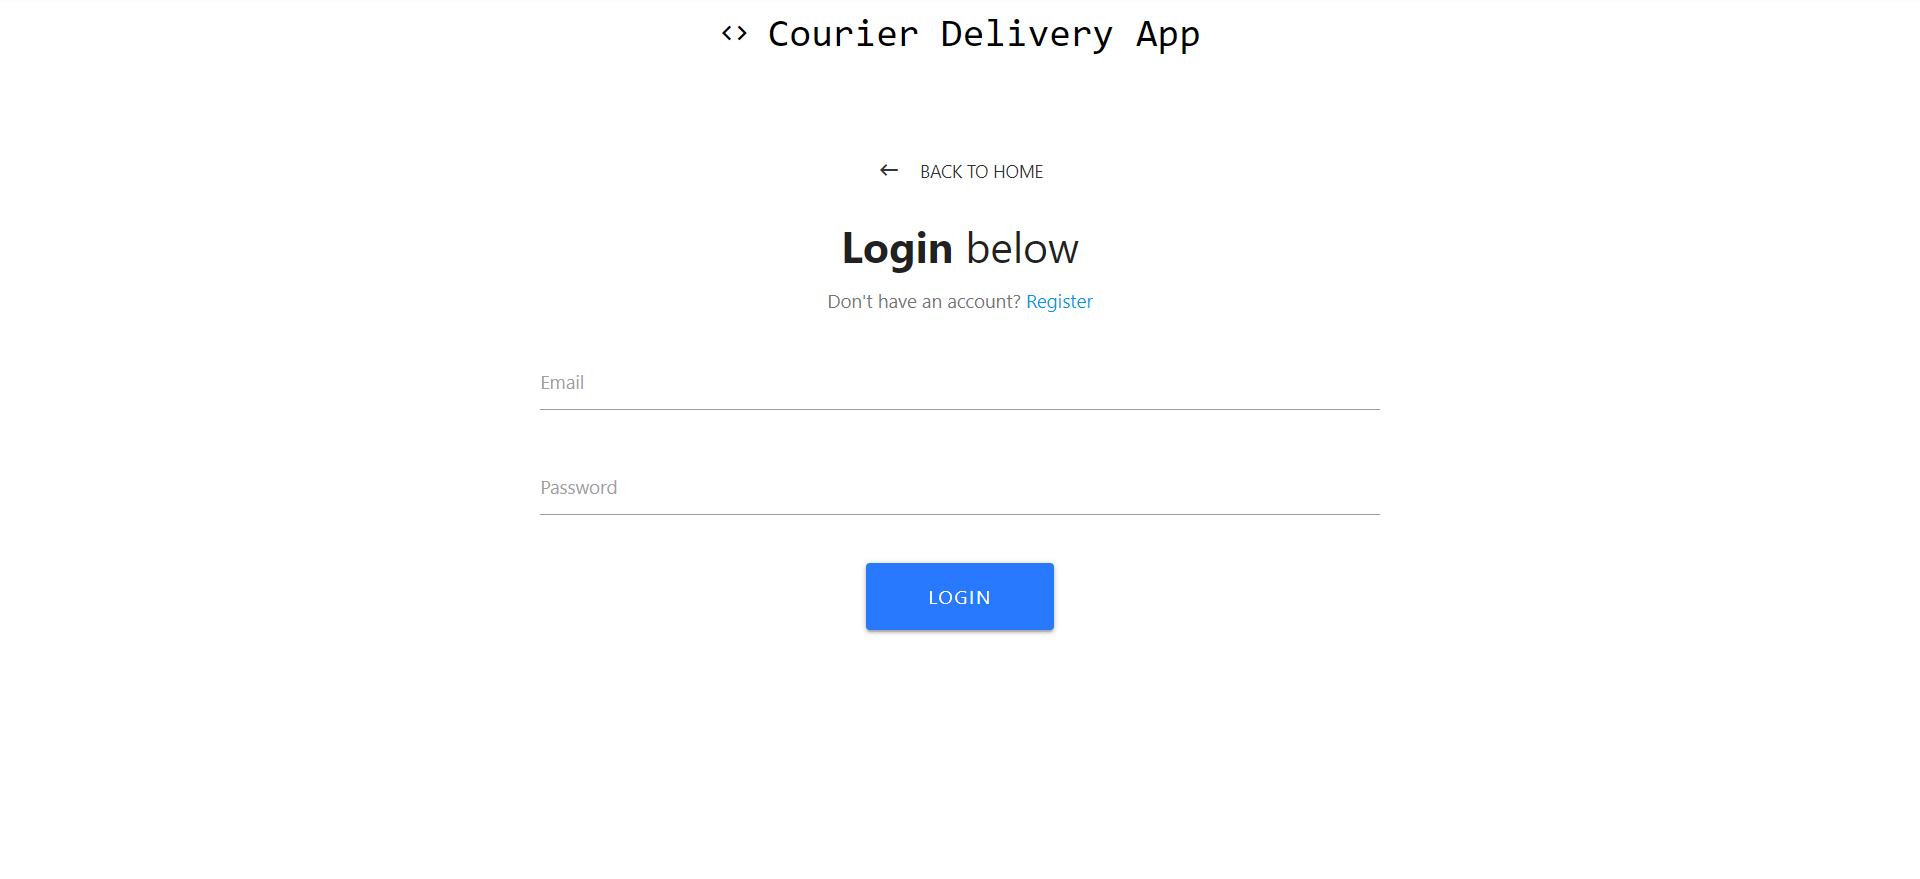 <> Courier Delivery App
← BACK TO HOME
Login below
Don't have an account? Register
Email
Password
LOGIN